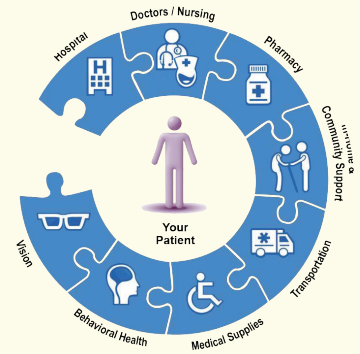 Hospital
Doctors / Nursing
Pharmacy
&
Community Support
Transportation
Medical Supplies
Behavioral Health
Vision
Your
Patient
H